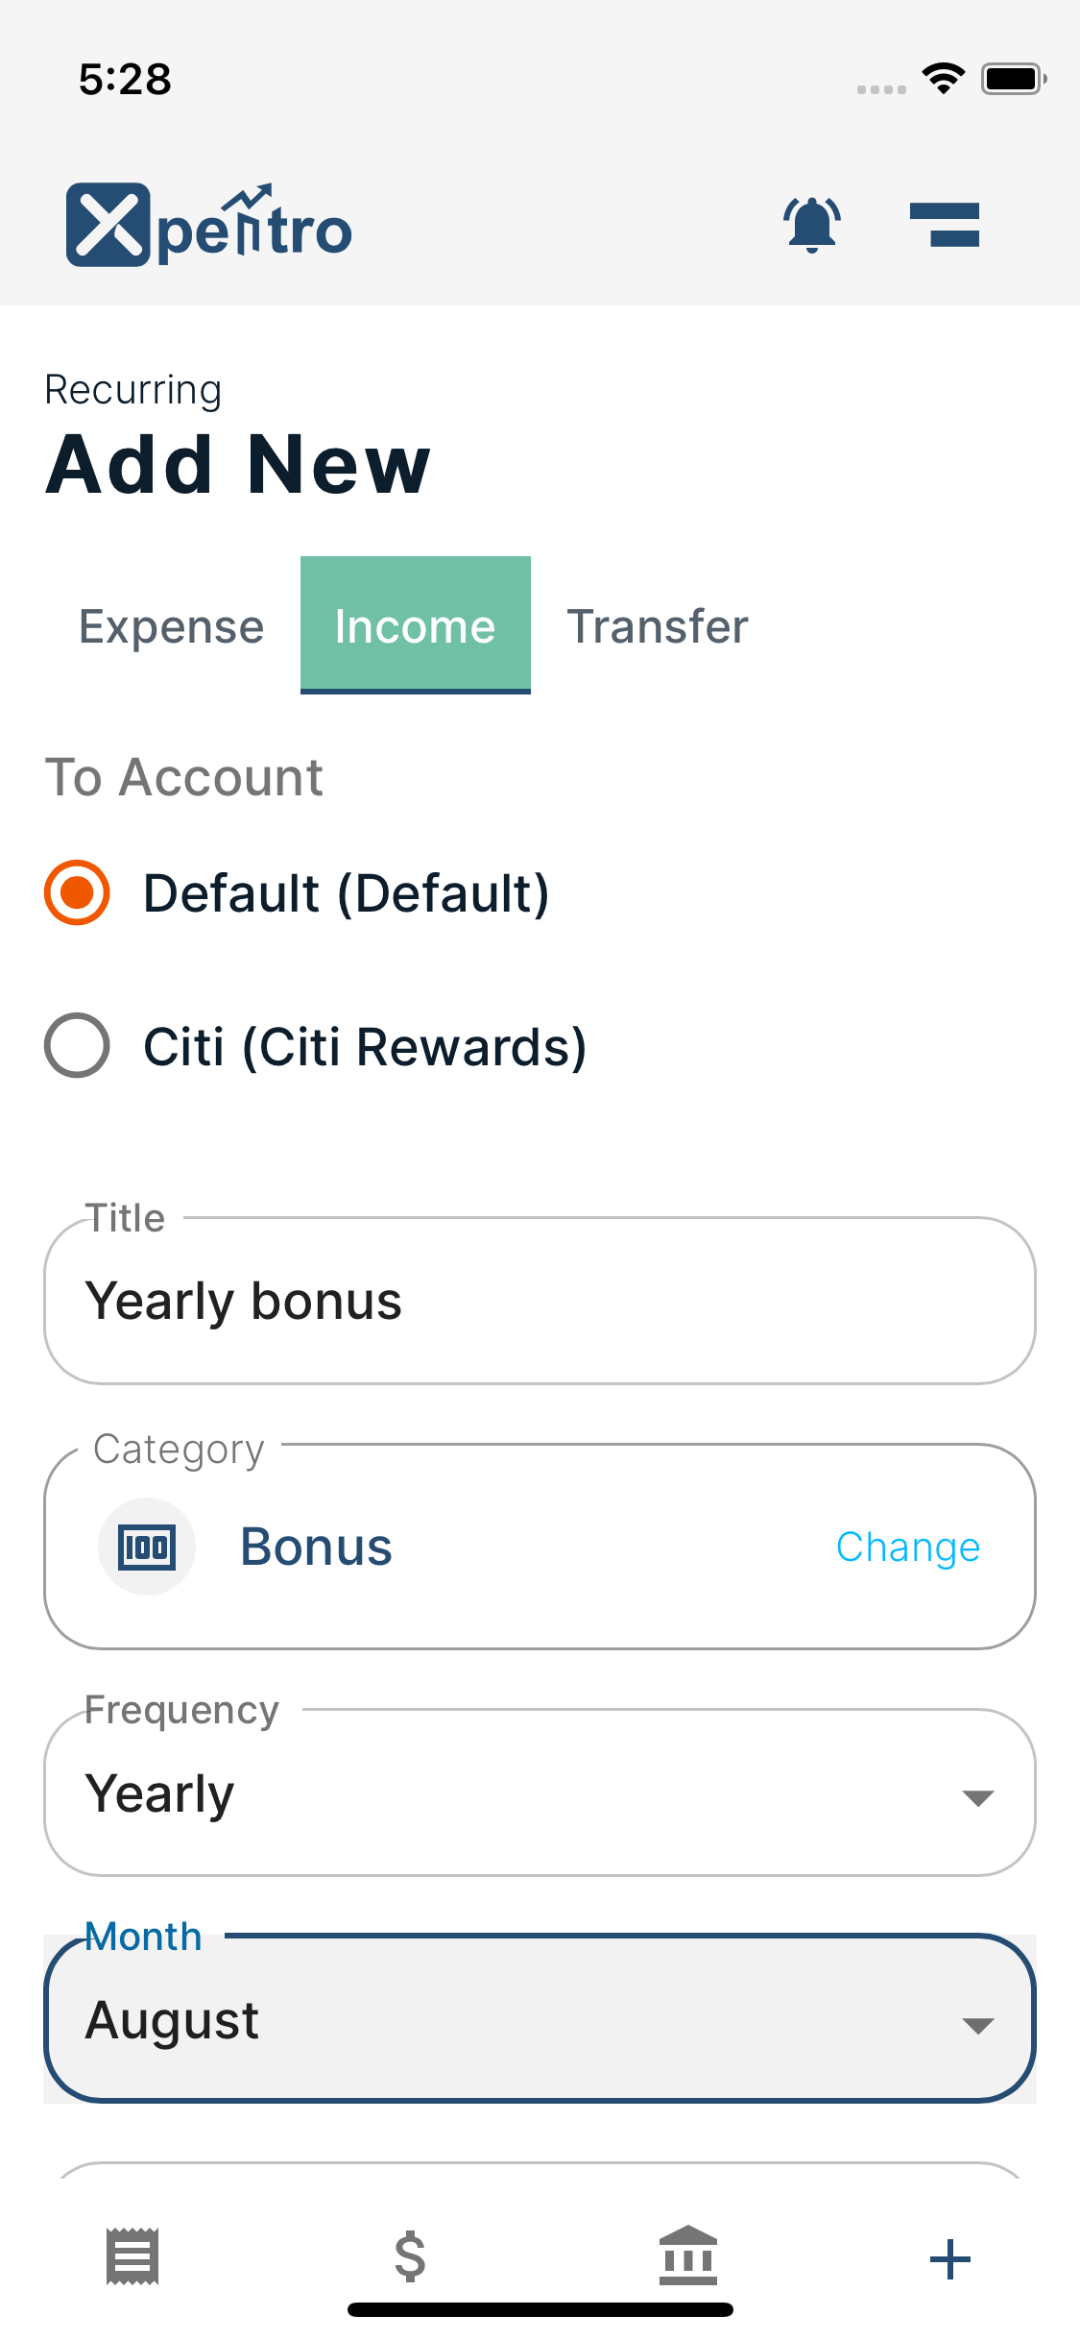 5:28
Xpentro
Recurring
Add New
Expense Income Transfer
To Account
Default (Default)
Citi (Citi Rewards)
Title
Yearly bonus
Category
100 Bonus Change
Frequency
Yearly
Month
August